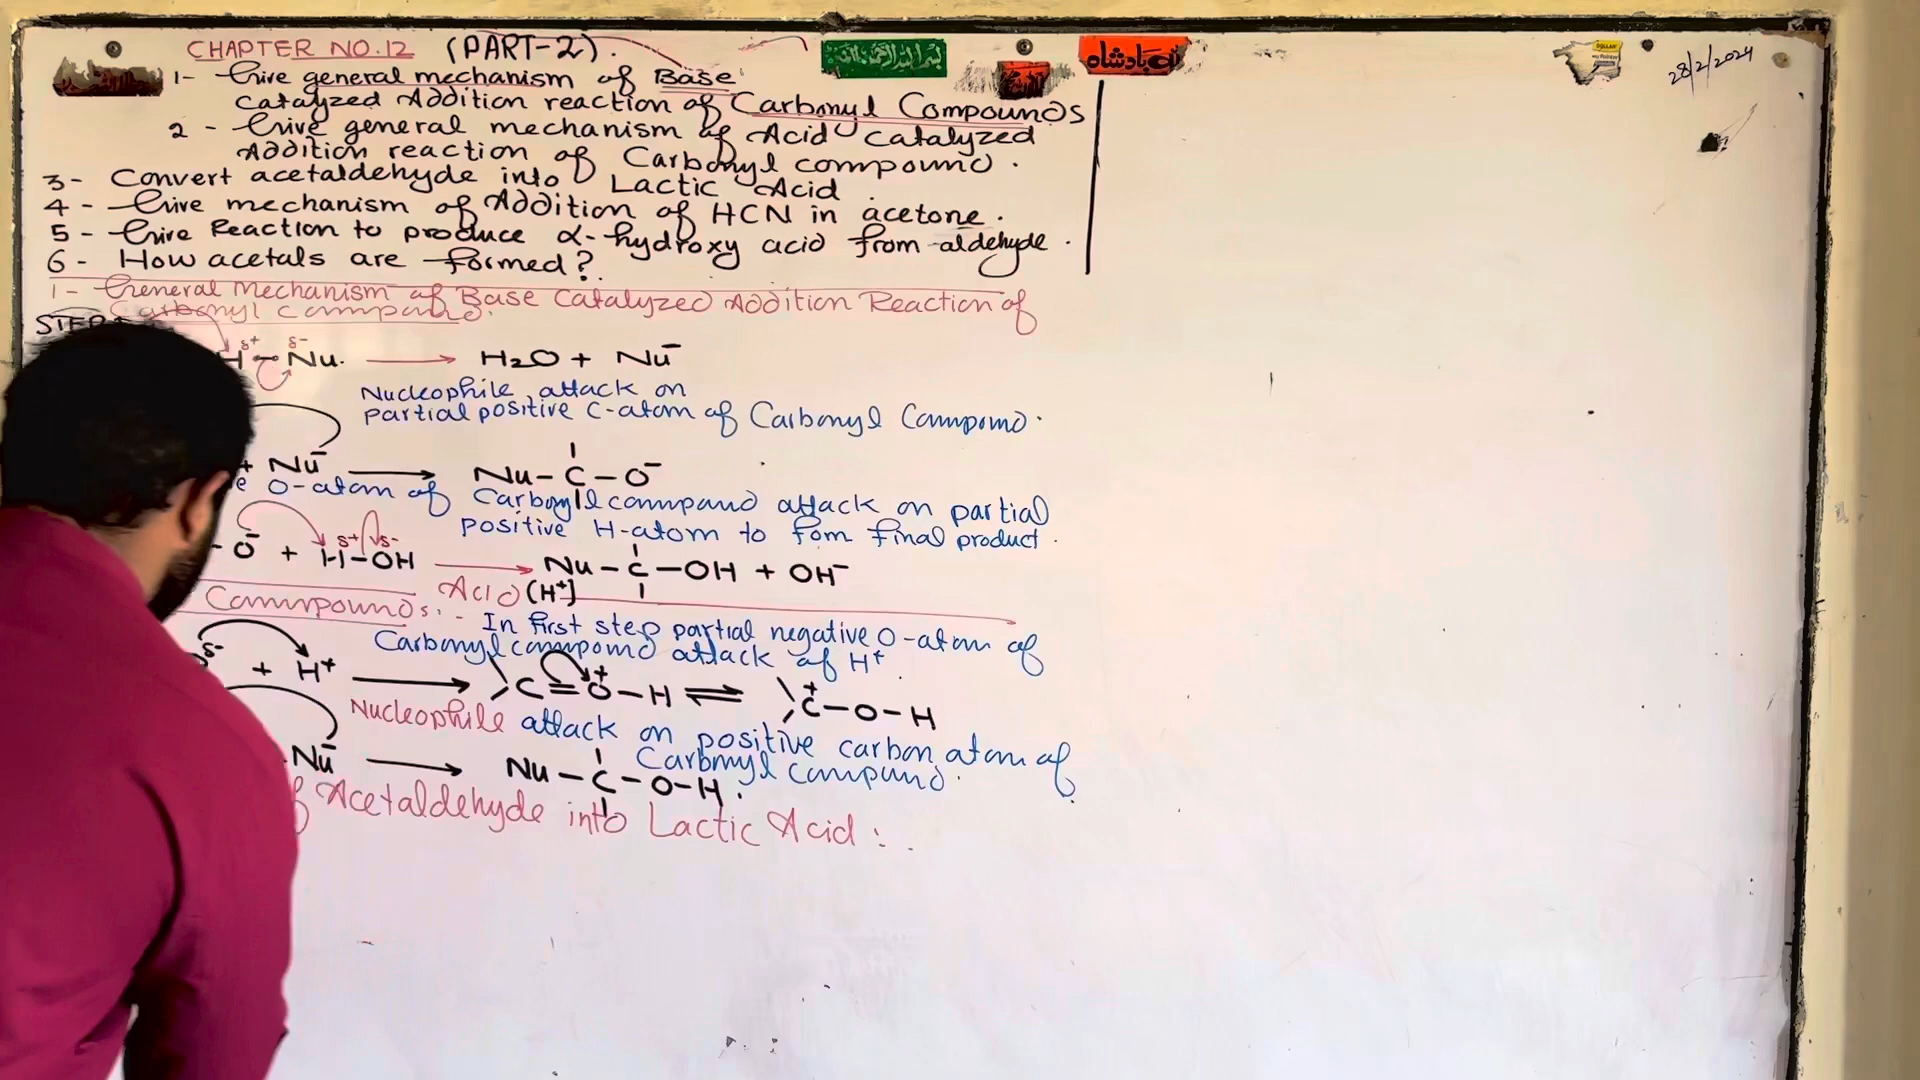 CHAPTER NO.12 (PART-2).
28/2/2024
1- Give general mechanism of Base
Catalyzed Addition reaction of Carbonyl Compounds
2- Give general mechanism of Acid Catalyzed
Addition reaction of Carbonyl compound.
3- Convert acetaldehyde into Lactic Acid.
4- Give mechanism of Addition of HCN in acetone.
5- Give Reaction to produce α-hydroxy acid from aldehyde.
6- How acetals are formed?
1- General Mechanism of Base Catalyzed Addition Reaction of
Carbonyl Compound.
H δ+ - Nu δ-. → H2O + Nu-
Nucleophile attack on
partial positive C-atom of Carbonyl Compound.
+ Nu- → Nu-C-O-
O-atom of Carbonyl compound attack on partial
positive H-atom to form final product.
-O- + H δ+ - OH δ- → Nu-C-OH + OH-
Acid (H+)
Compounds:- In first step partial negative O-atom of
Carbonyl compound attack of H+
δ- + H+ → C=O+-H ⇌ C+-O-H
Nucleophile attack on positive carbon atom of
Carbonyl compound.
Nu- → Nu-C-O-H.
of Acetaldehyde into Lactic Acid: